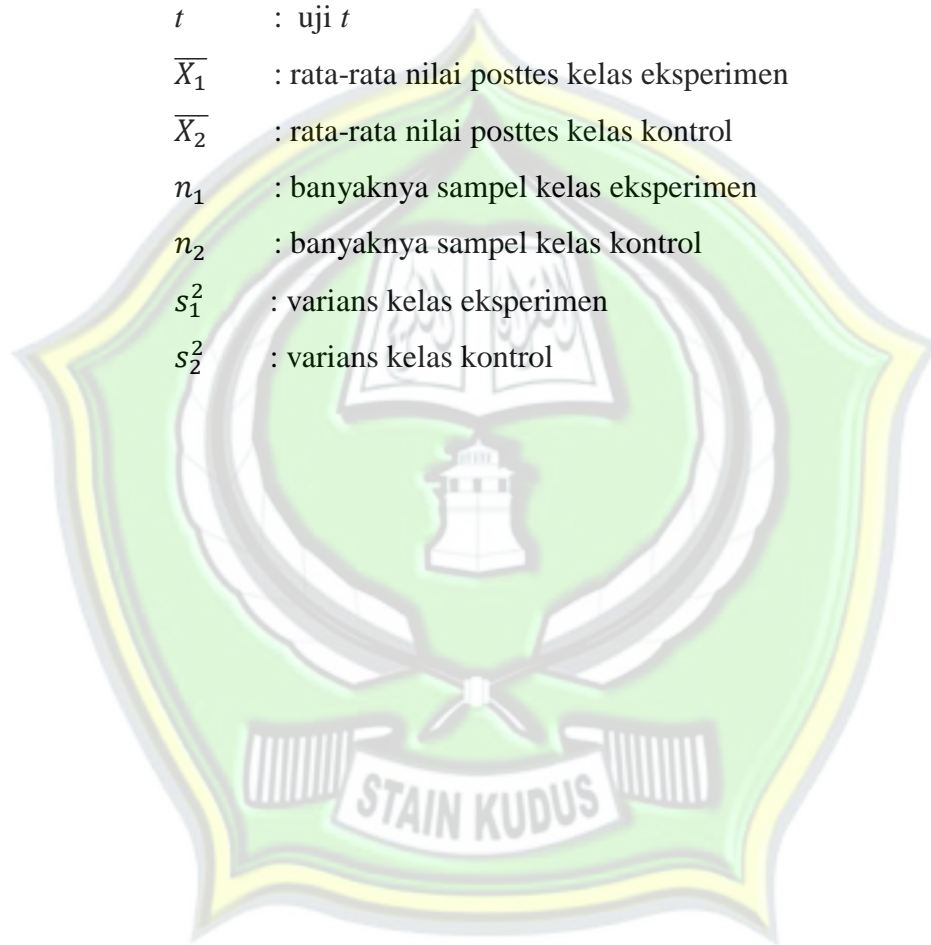 t : uji t
X̅₁ : rata-rata nilai posttes kelas eksperimen
X̅₂ : rata-rata nilai posttes kelas kontrol
n₁ : banyaknya sampel kelas eksperimen
n₂ : banyaknya sampel kelas kontrol
s₁² : varians kelas eksperimen
s₂² : varians kelas kontrol
STAIN KUDUS